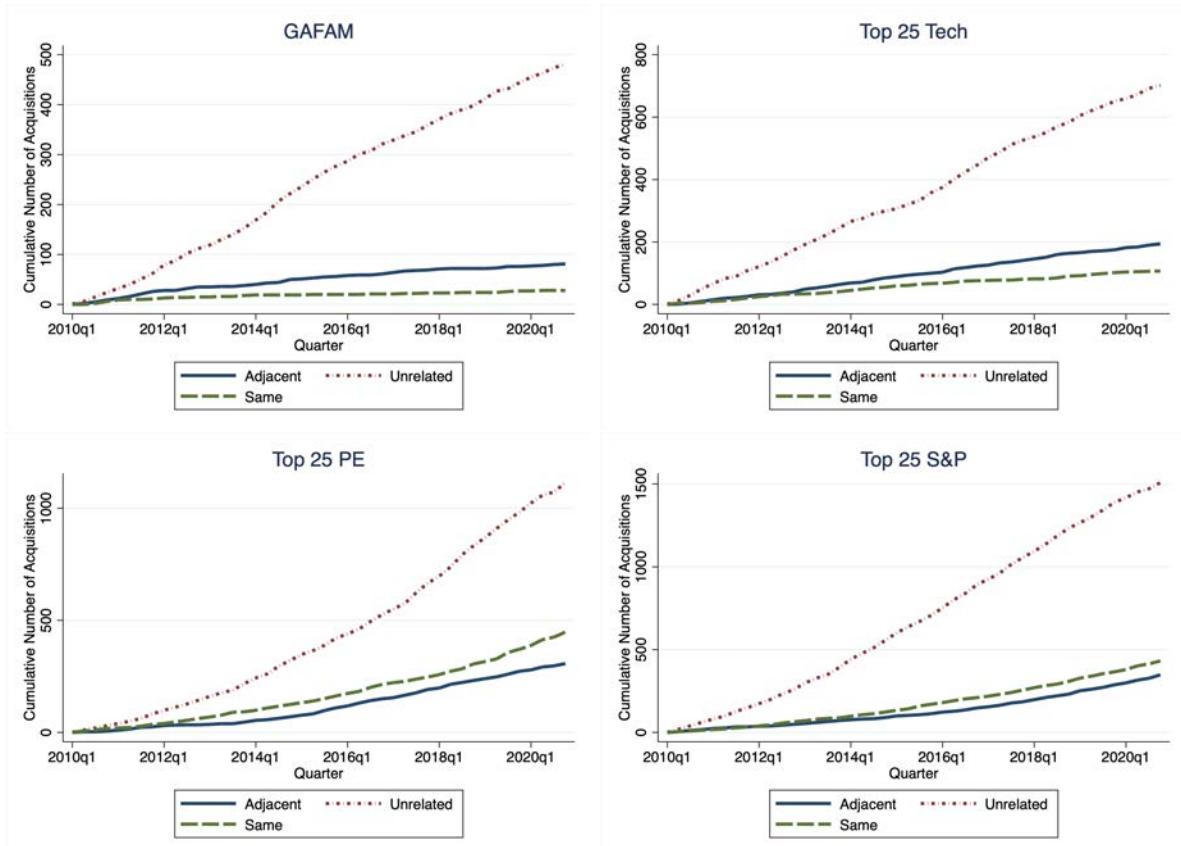 GAFAM
Cumulative Number of Acquisitions
500
400
300
200
100
0
2010q1 2012q1 2014q1 2016q1 2018q1 2020q1
Quarter
Adjacent Unrelated
Same
Top 25 Tech
Cumulative Number of Acquisitions
800
600
400
200
0
2010q1 2012q1 2014q1 2016q1 2018q1 2020q1
Quarter
Adjacent Unrelated
Same
Top 25 PE
Cumulative Number of Acquisitions
1000
500
0
2010q1 2012q1 2014q1 2016q1 2018q1 2020q1
Quarter
Adjacent Unrelated
Same
Top 25 S&P
Cumulative Number of Acquisitions
1500
1000
500
0
2010q1 2012q1 2014q1 2016q1 2018q1 2020q1
Quarter
Adjacent Unrelated
Same